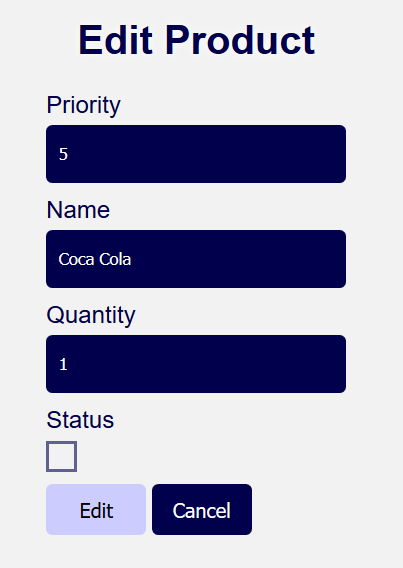 Edit Product
Priority
5
Name
Coca Cola
Quantity
1
Status
Edit Cancel